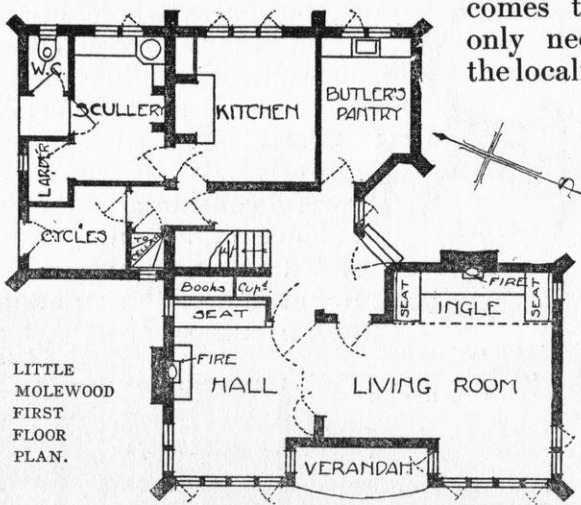 comes t
only nec
the locali
W.C.
SCULLERY
KITCHEN
BUTLER'S
PANTRY
LARDER
CYCLES
TO
CELLAR
BOOKS
CUPD.
SEAT
SEAT
FIRE
SEAT
INGLE
FIRE
HALL
LIVING ROOM
VERANDAH
LITTLE
MOLEWOOD
FIRST
FLOOR
PLAN.